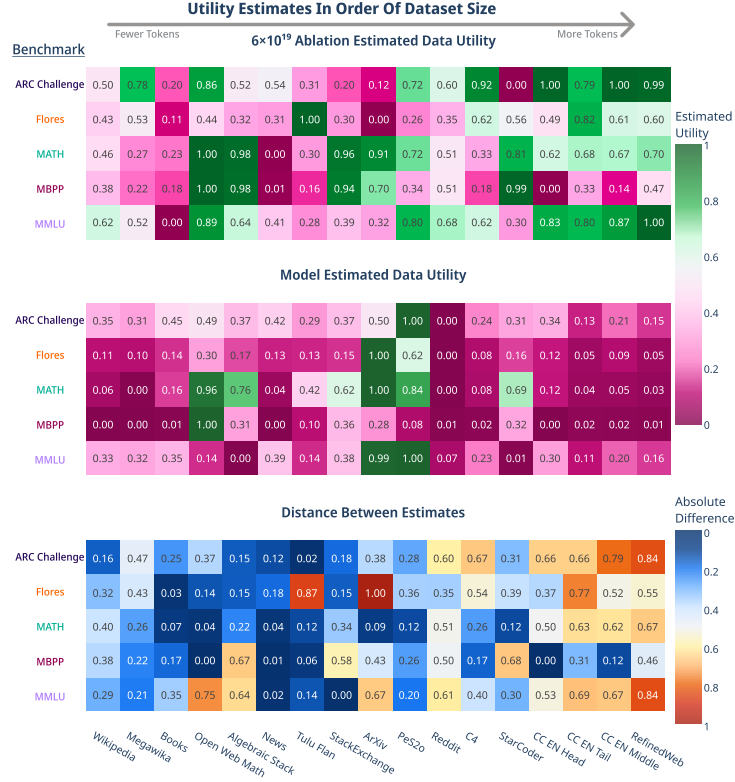 Utility Estimates In Order Of Dataset Size
Fewer Tokens
More Tokens
6×10¹⁹ Ablation Estimated Data Utility
Benchmark
ARC Challenge 0.50 0.78 0.20 0.86 0.52 0.54 0.31 0.20 0.12 0.72 0.60 0.92 0.00 1.00 0.79 1.00 0.99
Flores 0.43 0.53 0.11 0.44 0.32 0.31 1.00 0.30 0.00 0.26 0.35 0.62 0.56 0.49 0.82 0.61 0.60
MATH 0.46 0.27 0.23 1.00 0.98 0.00 0.30 0.96 0.91 0.72 0.51 0.33 0.81 0.62 0.68 0.67 0.70
MBPP 0.38 0.22 0.18 1.00 0.98 0.01 0.16 0.94 0.70 0.34 0.51 0.18 0.99 0.00 0.33 0.14 0.47
MMLU 0.62 0.52 0.00 0.89 0.64 0.41 0.28 0.39 0.32 0.80 0.68 0.62 0.30 0.83 0.80 0.87 1.00
Estimated
Utility
1
0.8
0.6
0.4
0.2
0
Model Estimated Data Utility
ARC Challenge 0.35 0.31 0.45 0.49 0.37 0.42 0.29 0.37 0.50 1.00 0.00 0.24 0.31 0.34 0.13 0.21 0.15
Flores 0.11 0.10 0.14 0.30 0.17 0.13 0.13 0.15 1.00 0.62 0.00 0.08 0.16 0.12 0.05 0.09 0.05
MATH 0.06 0.00 0.16 0.96 0.76 0.04 0.42 0.62 1.00 0.84 0.00 0.08 0.69 0.12 0.04 0.05 0.03
MBPP 0.00 0.00 0.01 1.00 0.31 0.00 0.10 0.36 0.28 0.08 0.01 0.02 0.32 0.00 0.02 0.02 0.01
MMLU 0.33 0.32 0.35 0.14 0.00 0.39 0.14 0.38 0.99 1.00 0.07 0.23 0.01 0.30 0.11 0.20 0.16
Distance Between Estimates
ARC Challenge 0.16 0.47 0.25 0.37 0.15 0.12 0.02 0.18 0.38 0.28 0.60 0.67 0.31 0.66 0.66 0.79 0.84
Flores 0.32 0.43 0.03 0.14 0.15 0.18 0.87 0.15 1.00 0.36 0.35 0.54 0.39 0.37 0.77 0.52 0.55
MATH 0.40 0.26 0.07 0.04 0.22 0.04 0.12 0.34 0.09 0.12 0.51 0.26 0.12 0.50 0.63 0.62 0.67
MBPP 0.38 0.22 0.17 0.00 0.67 0.01 0.06 0.58 0.43 0.26 0.50 0.17 0.68 0.00 0.31 0.12 0.46
MMLU 0.29 0.21 0.35 0.75 0.64 0.02 0.14 0.00 0.67 0.20 0.61 0.40 0.30 0.53 0.69 0.67 0.84
Absolute
Difference
0
0.2
0.4
0.6
0.8
1
Wikipedia
Megawika
Books
Open Web Math
Algebraic Stack
News
Tulu Flan
StackExchange
ArXiv
PeS2o
Reddit
C4
StarCoder
CC EN Head
CC EN Tail
CC EN Middle
RefinedWeb